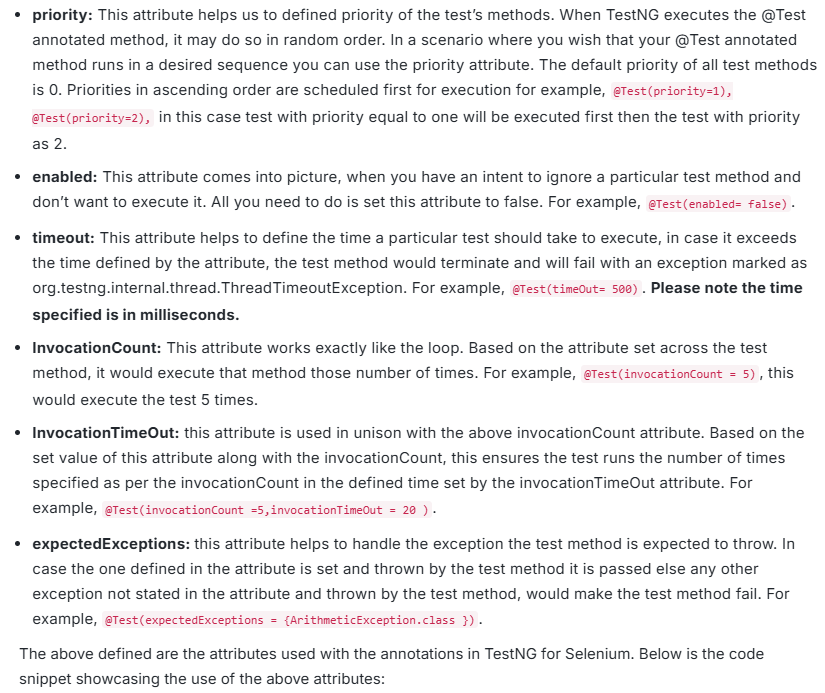 • priority: This attribute helps us to defined priority of the test’s methods. When TestNG executes the @Test
annotated method, it may do so in random order. In a scenario where you wish that your @Test annotated
method runs in a desired sequence you can use the priority attribute. The default priority of all test methods
is 0. Priorities in ascending order are scheduled first for execution for example, @Test(priority=1),
@Test(priority=2), in this case test with priority equal to one will be executed first then the test with priority
as 2.
• enabled: This attribute comes into picture, when you have an intent to ignore a particular test method and
don’t want to execute it. All you need to do is set this attribute to false. For example, @Test(enabled= false).
• timeout: This attribute helps to define the time a particular test should take to execute, in case it exceeds
the time defined by the attribute, the test method would terminate and will fail with an exception marked as
org.testng.internal.thread.ThreadTimeoutException. For example, @Test(timeOut= 500). Please note the time
specified is in milliseconds.
• InvocationCount: This attribute works exactly like the loop. Based on the attribute set across the test
method, it would execute that method those number of times. For example, @Test(invocationCount = 5), this
would execute the test 5 times.
• InvocationTimeOut: this attribute is used in unison with the above invocationCount attribute. Based on the
set value of this attribute along with the invocationCount, this ensures the test runs the number of times
specified as per the invocationCount in the defined time set by the invocationTimeOut attribute. For
example, @Test(invocationCount =5,invocationTimeOut = 20 ).
• expectedExceptions: this attribute helps to handle the exception the test method is expected to throw. In
case the one defined in the attribute is set and thrown by the test method it is passed else any other
exception not stated in the attribute and thrown by the test method, would make the test method fail. For
example, @Test(expectedExceptions = {ArithmeticException.class }).
The above defined are the attributes used with the annotations in TestNG for Selenium. Below is the code
snippet showcasing the use of the above attributes: